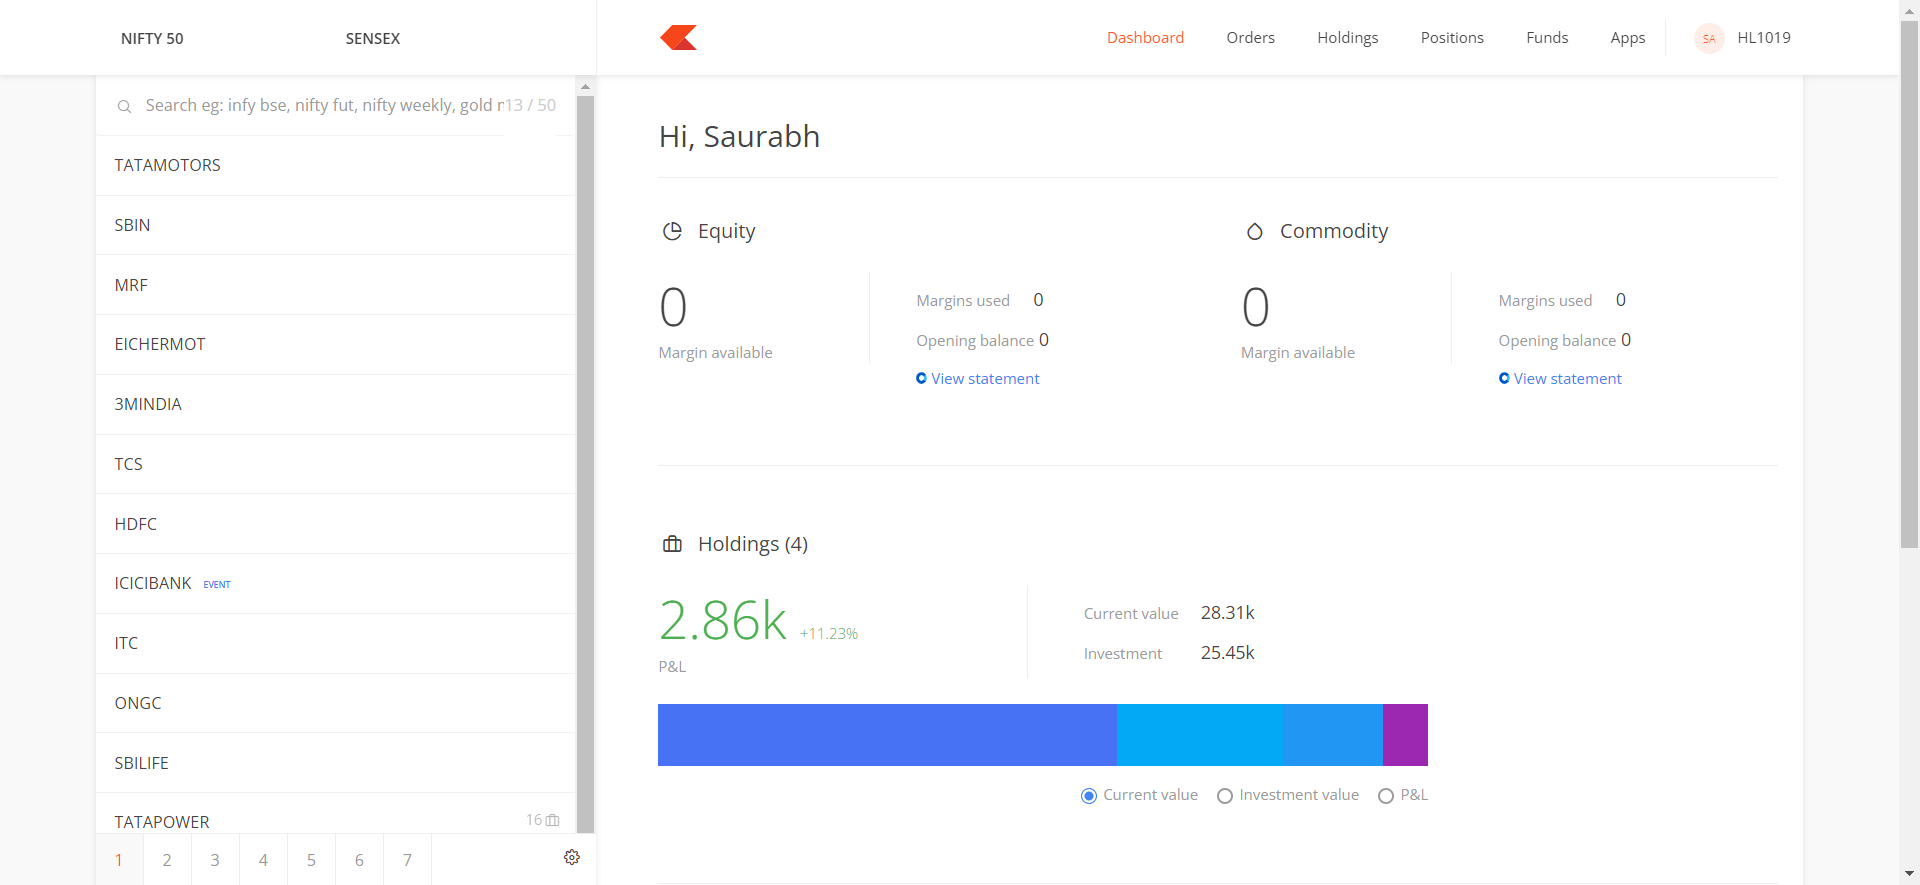 NIFTY 50
SENSEX
Dashboard
Orders
Holdings
Positions
Funds
Apps
SA
HL1019
Search eg: infy bse, nifty fut, nifty weekly, gold
13 / 50
TATAMOTORS
SBIN
MRF
EICHERMOT
3MINDIA
TCS
HDFC
ICICIBANK EVENT
ITC
ONGC
SBILIFE
TATAPOWER
16
1
2
3
4
5
6
7
Hi, Saurabh
Equity
0
Margin available
Margins used 0
Opening balance 0
View statement
Commodity
0
Margin available
Margins used 0
Opening balance 0
View statement
Holdings (4)
2.86k +11.23%
P&L
Current value 28.31k
Investment 25.45k
Current value
Investment value
P&L